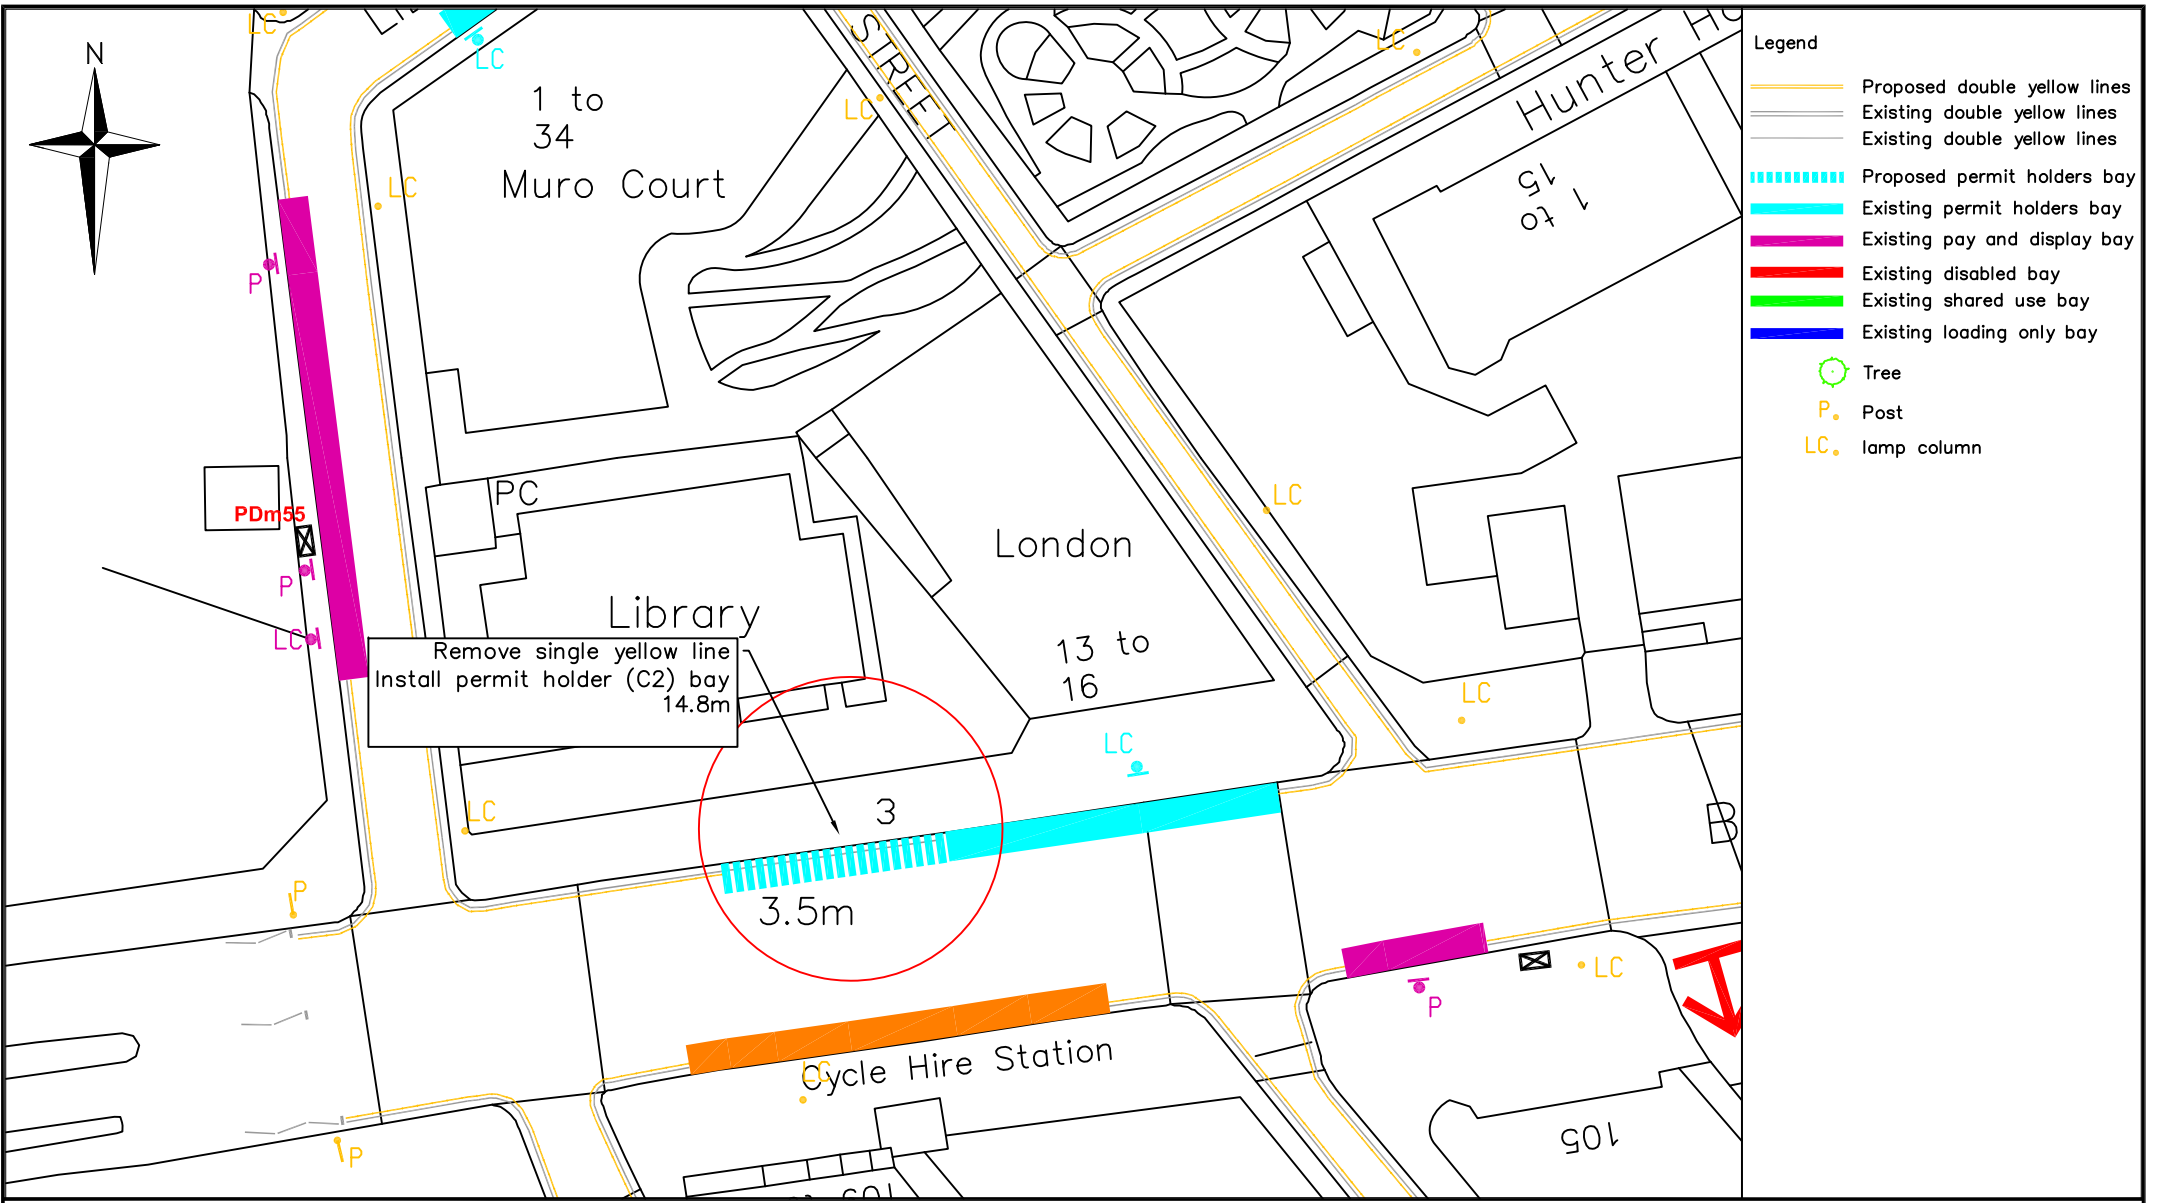 N
LC
LC
1 to
34
Muro Court
STREET
LC
LC
Hunter
15
1 to
LC
P
PDm55
P
LC
PC
Library
London
13 to
16
LC
LC
Remove single yellow line
Install permit holder (C2) bay
14.8m
LC
LC
3
3.5m
B
P
P
LC
P
Cycle Hire Station
LC
105
Legend
Proposed double yellow lines
Existing double yellow lines
Existing double yellow lines
Proposed permit holders bay
Existing permit holders bay
Existing pay and display bay
Existing disabled bay
Existing shared use bay
Existing loading only bay
Tree
P. Post
LC. lamp column